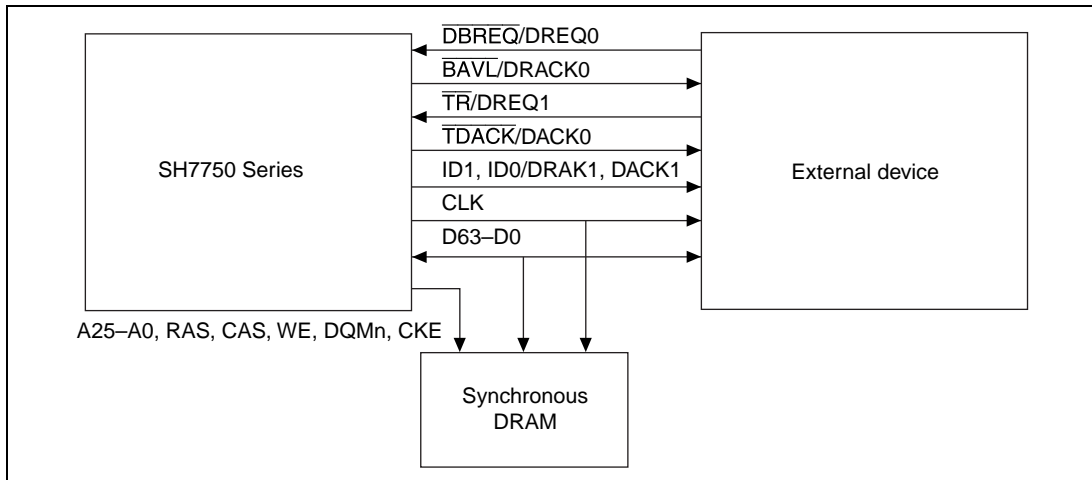 DBREQ/DREQ0
BAVL/DRACK0
TR/DREQ1
TDACK/DACK0
SH7750 Series
ID1, ID0/DRAK1, DACK1
External device
CLK
D63–D0
A25–A0, RAS, CAS, WE, DQMn, CKE
Synchronous
DRAM